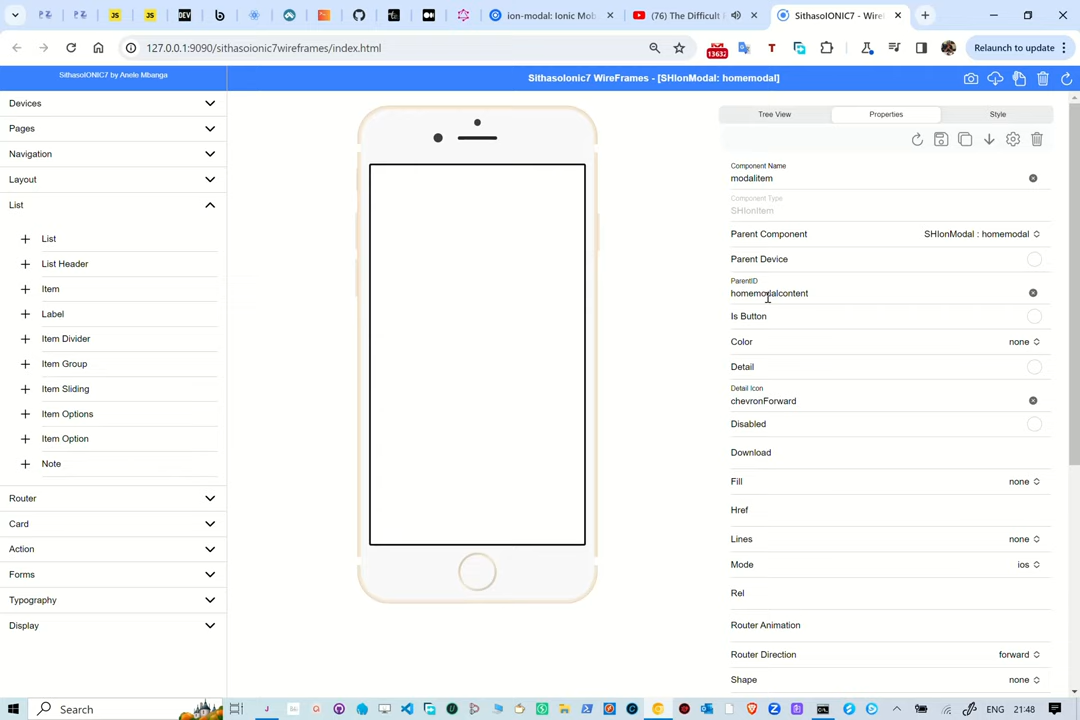 ion-modal: Ionic Mob
(76) The Difficult
SithasoIONIC7 - Wiref
127.0.0.1:9090/sithasoionic7wireframes/index.html
13632
Relaunch to update
SithasoIONIC7 by Anele Mbanga
SithasoIonic7 WireFrames - [SHIonModal: homemodal]
Devices
Pages
Navigation
Layout
List
List
List Header
Item
Label
Item Divider
Item Group
Item Sliding
Item Options
Item Option
Note
Router
Card
Action
Forms
Typography
Display
Tree View
Properties
Style
Component Name
modalitem
Component Type
SHIonItem
Parent Component
SHIonModal : homemodal
Parent Device
ParentID
homemodalcontent
Is Button
Color
none
Detail
Detail Icon
chevronForward
Disabled
Download
Fill
none
Href
Lines
none
Mode
ios
Rel
Router Animation
Router Direction
forward
Shape
none
Search
ENG
21:48